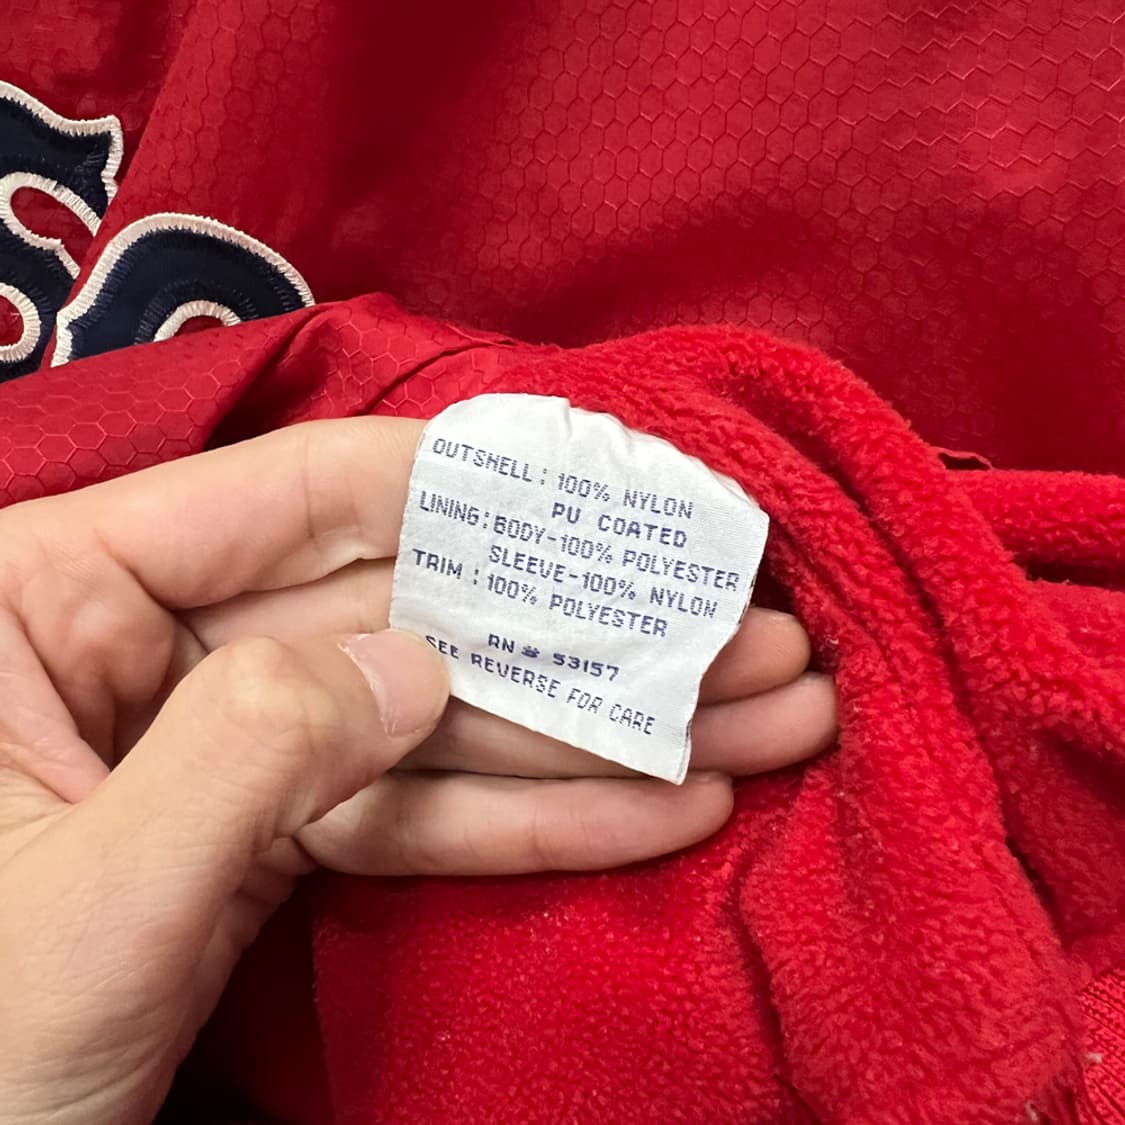 OUTSHELL: 100% NYLON
PU COATED
LINING: BODY-100% POLYESTER
SLEEVE-100% NYLON
TRIM : 100% POLYESTER
RN # 53157
SEE REVERSE FOR CARE